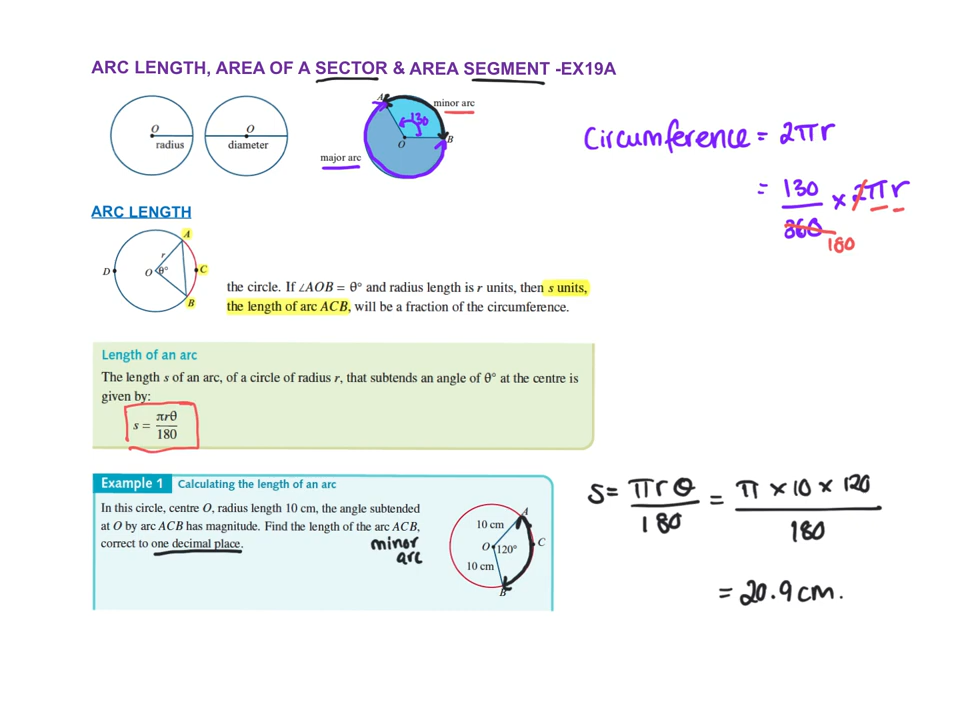 ARC LENGTH, AREA OF A SECTOR & AREA SEGMENT -EX19A
O
radius
O
diameter
A
minor arc
130
O
B
major arc
Circumference = 2πr
= 130/360 × 2πr
180
ARC LENGTH
A
r
D
O
θ°
C
B
the circle. If ∠AOB = θ° and radius length is r units, then s units,
the length of arc ACB, will be a fraction of the circumference.
Length of an arc
The length s of an arc, of a circle of radius r, that subtends an angle of θ° at the centre is
given by:
s = πrθ/180
Example 1 Calculating the length of an arc
In this circle, centre O, radius length 10 cm, the angle subtended
at O by arc ACB has magnitude. Find the length of the arc ACB,
correct to one decimal place.
minor
arc
A
10 cm
O
120°
C
10 cm
B
S = πrθ/180 = π × 10 × 120/180
= 20.9 cm.